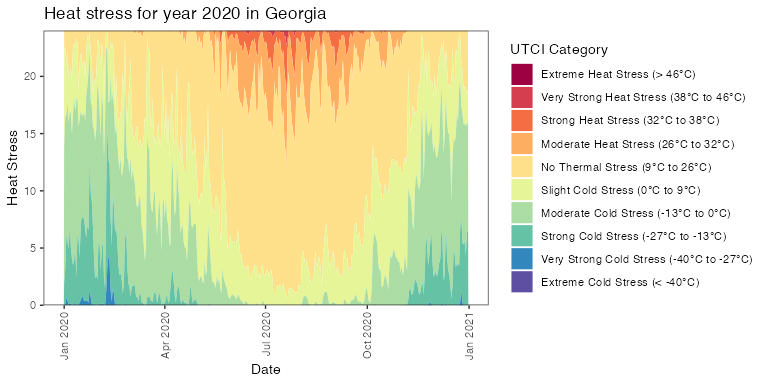 Heat stress for year 2020 in Georgia
Heat Stress
20
15
10
5
0
Jan 2020
Apr 2020
Jul 2020
Oct 2020
Jan 2021
Date
UTCI Category
Extreme Heat Stress (> 46°C)
Very Strong Heat Stress (38°C to 46°C)
Strong Heat Stress (32°C to 38°C)
Moderate Heat Stress (26°C to 32°C)
No Thermal Stress (9°C to 26°C)
Slight Cold Stress (0°C to 9°C)
Moderate Cold Stress (-13°C to 0°C)
Strong Cold Stress (-27°C to -13°C)
Very Strong Cold Stress (-40°C to -27°C)
Extreme Cold Stress (< -40°C)